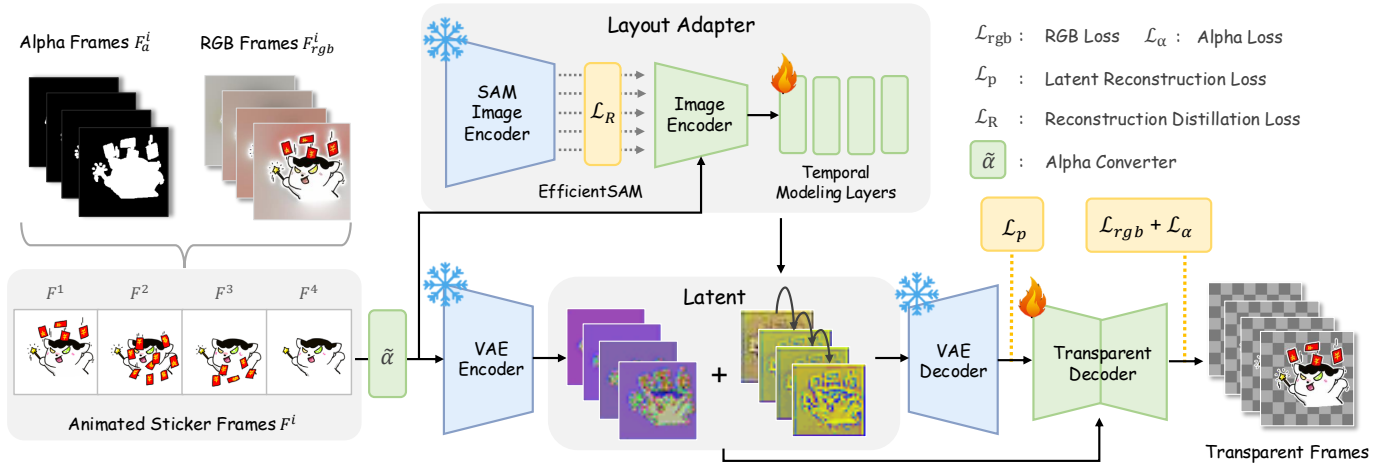 Alpha Frames $F_a^i$
RGB Frames $F_{rgb}^i$
Layout Adapter
SAM
Image
Encoder
$\mathcal{L}_R$
Image
Encoder
EfficientSAM
Temporal
Modeling Layers
$\mathcal{L}_{\text{rgb}}$ : RGB Loss $\mathcal{L}_{\alpha}$ : Alpha Loss
$\mathcal{L}_{\text{p}}$ : Latent Reconstruction Loss
$\mathcal{L}_{\text{R}}$ : Reconstruction Distillation Loss
$\tilde{\alpha}$ : Alpha Converter
$F^1$ $F^2$ $F^3$ $F^4$
Animated Sticker Frames $F^i$
$\tilde{\alpha}$
VAE
Encoder
Latent
+
VAE
Decoder
$\mathcal{L}_p$
$\mathcal{L}_{rgb} + \mathcal{L}_{\alpha}$
Transparent
Decoder
Transparent Frames